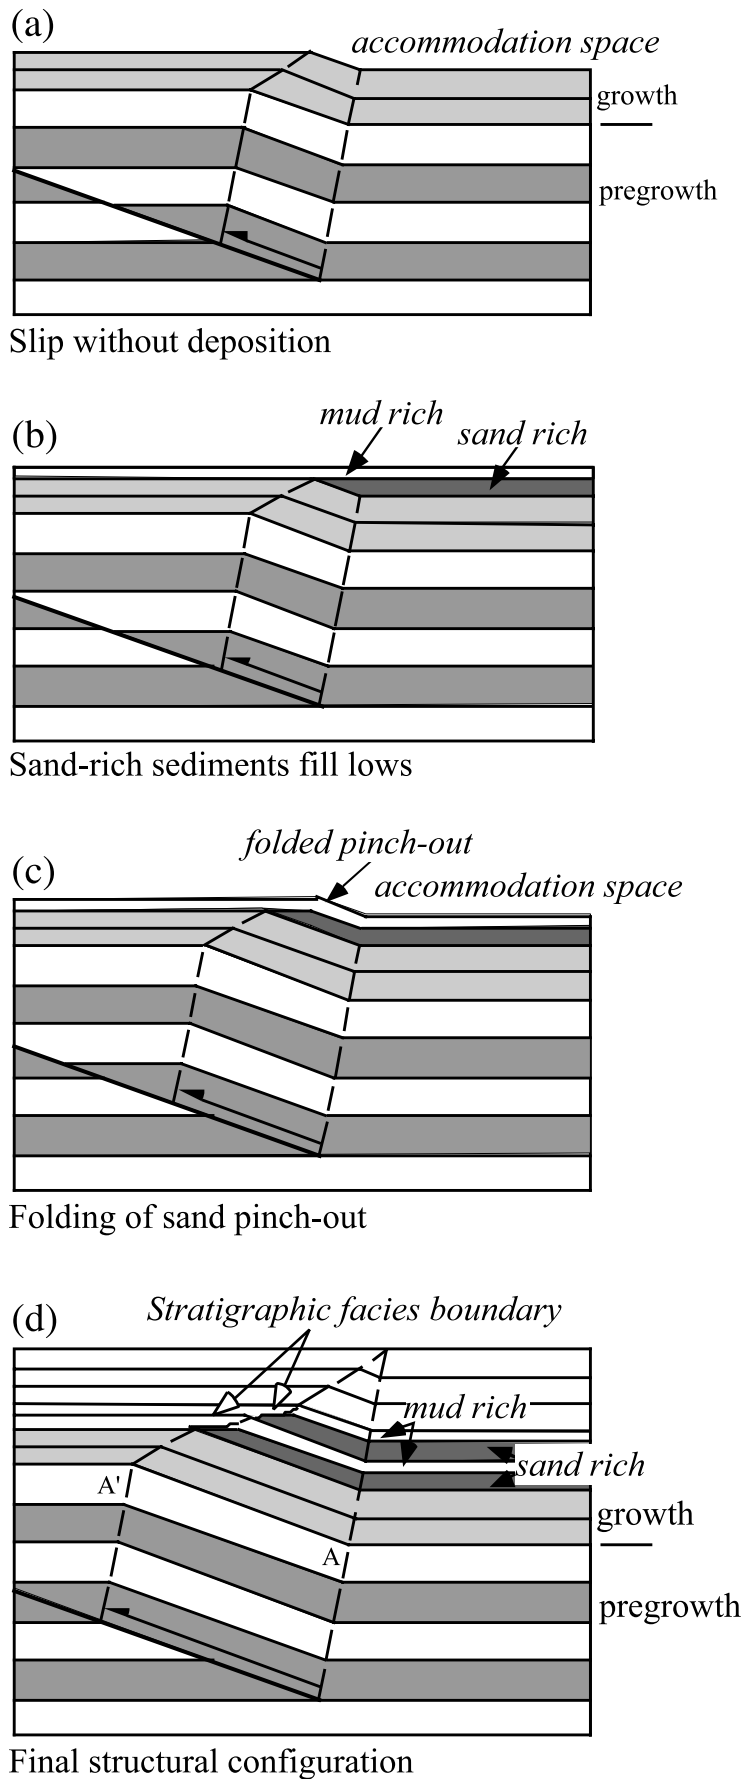 (a)
accommodation space
growth
pregrowth
Slip without deposition
(b)
mud rich
sand rich
Sand-rich sediments fill lows
(c)
folded pinch-out
accommodation space
Folding of sand pinch-out
(d)
Stratigraphic facies boundary
mud rich
sand rich
A'
growth
A
pregrowth
Final structural configuration